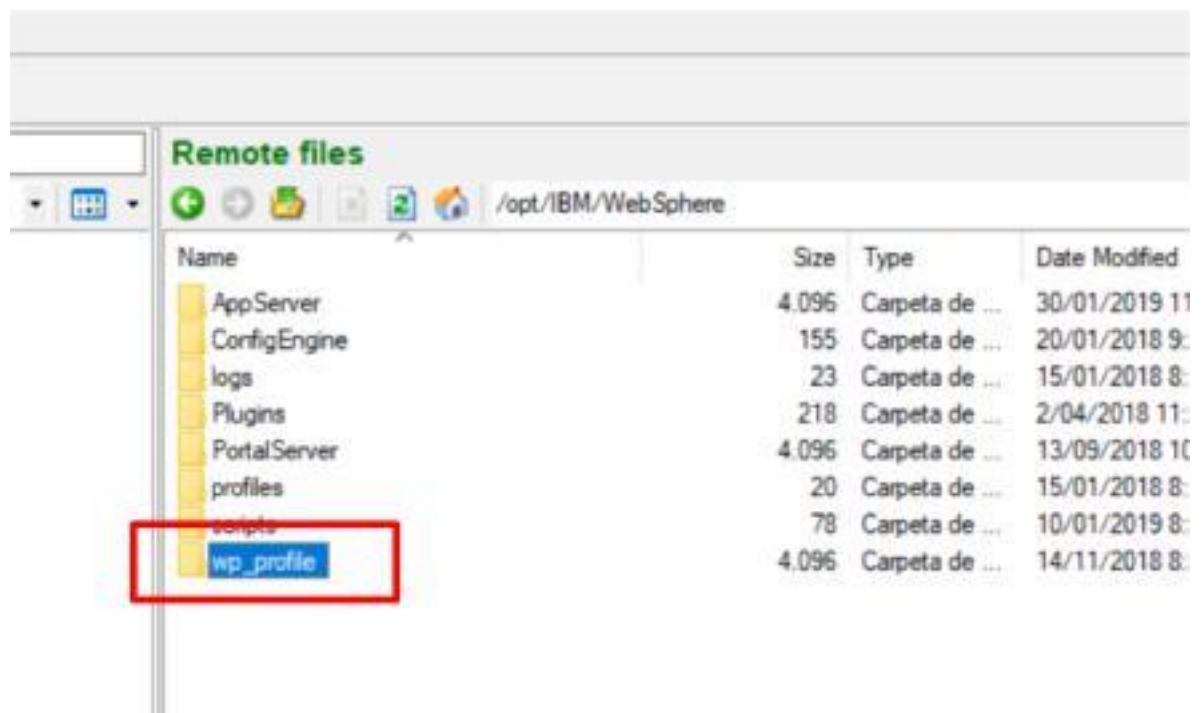 Remote files
/opt/IBM/WebSphere
Name Size Type Date Modified
AppServer 4.096 Carpeta de ... 30/01/2019 11
ConfigEngine 155 Carpeta de ... 20/01/2018 9:
logs 23 Carpeta de ... 15/01/2018 8:
Plugins 218 Carpeta de ... 2/04/2018 11:
PortalServer 4.096 Carpeta de ... 13/09/2018 10
profiles 20 Carpeta de ... 15/01/2018 8:
scripts 78 Carpeta de ... 10/01/2019 8:
wp_profile 4.096 Carpeta de ... 14/11/2018 8: